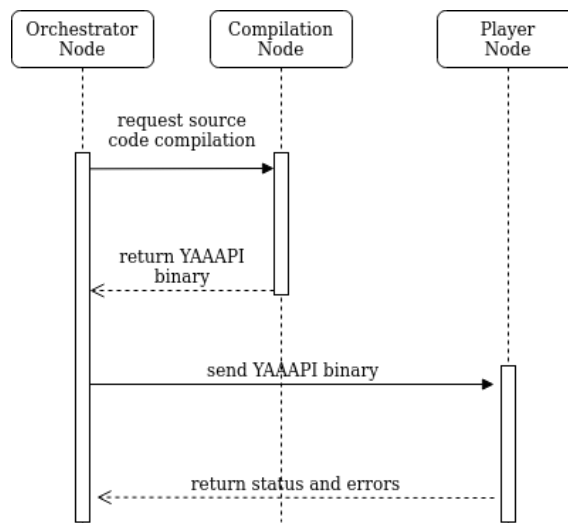 Orchestrator
Node
Compilation
Node
Player
Node
request source
code compilation
return YAAAPI
binary
send YAAAPI binary
return status and errors